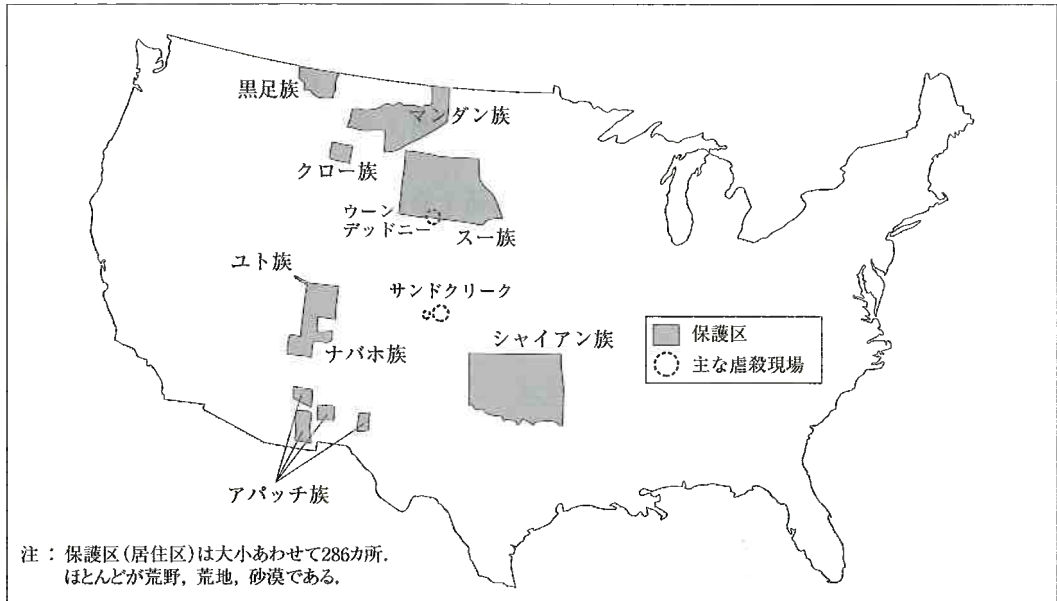 黒足族
マンダン族
クロー族
ウーン
デッドニー
スー族
ユト族
サンドクリーク
シャイアン族
保護区
主な虐殺現場
ナバホ族
アパッチ族
注：保護区(居住区)は大小あわせて286カ所.
ほとんどが荒野, 荒地, 砂漠である.